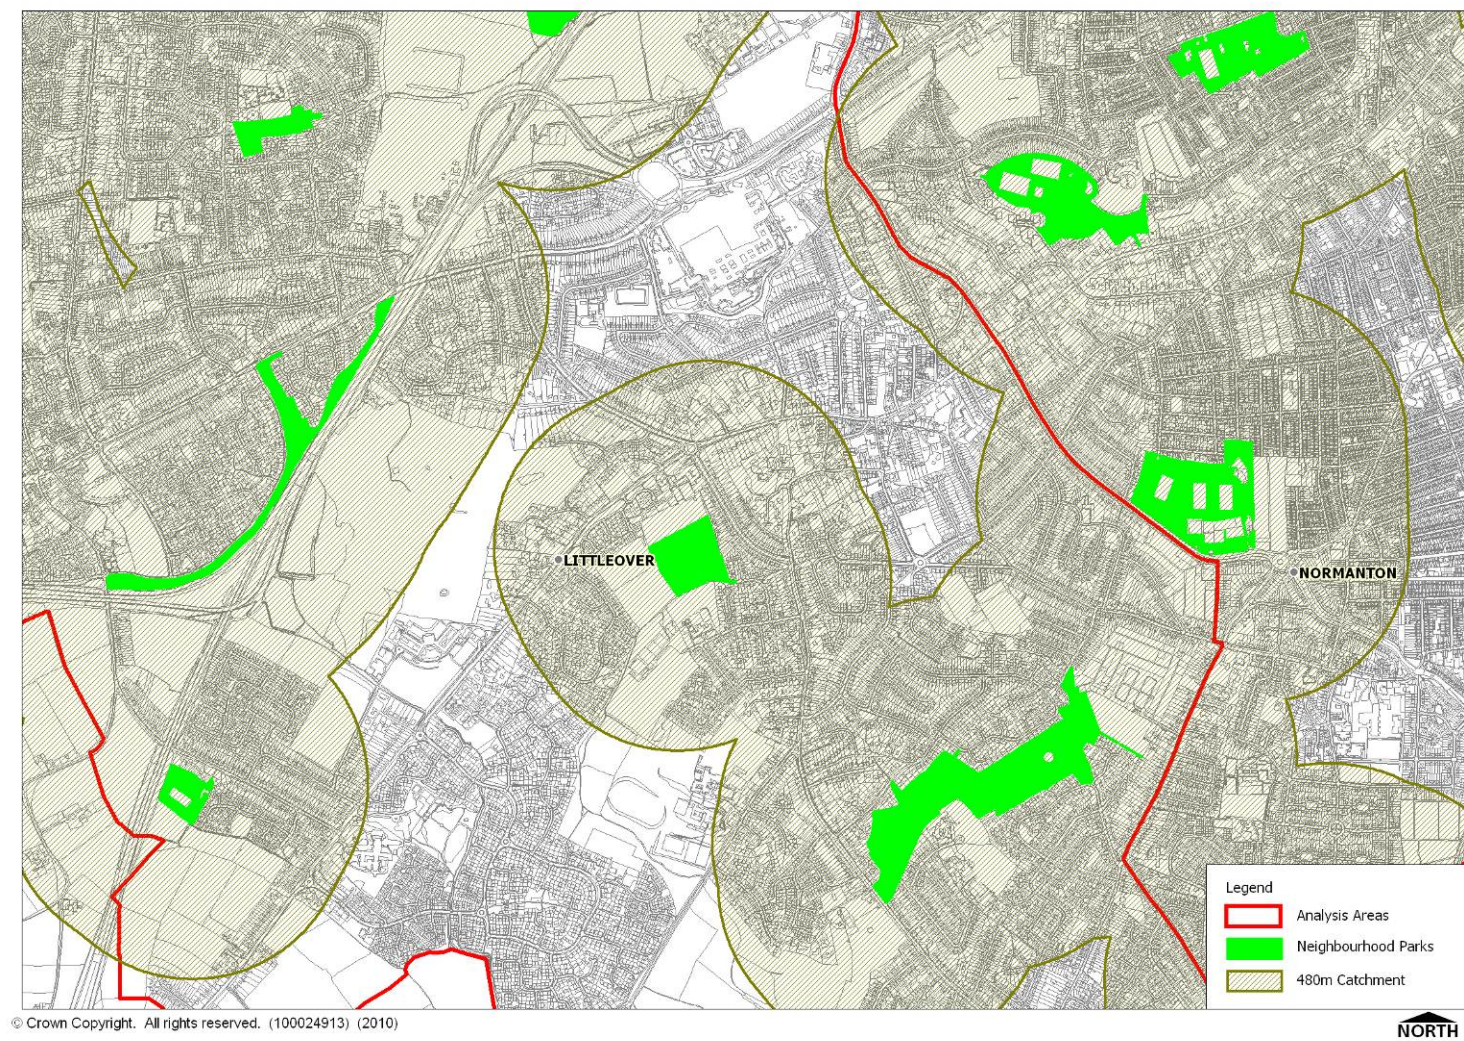 LITTLEOVER
NORMANTON
Legend
Analysis Areas
Neighbourhood Parks
480m Catchment
© Crown Copyright. All rights reserved. (100024913) (2010)
NORTH